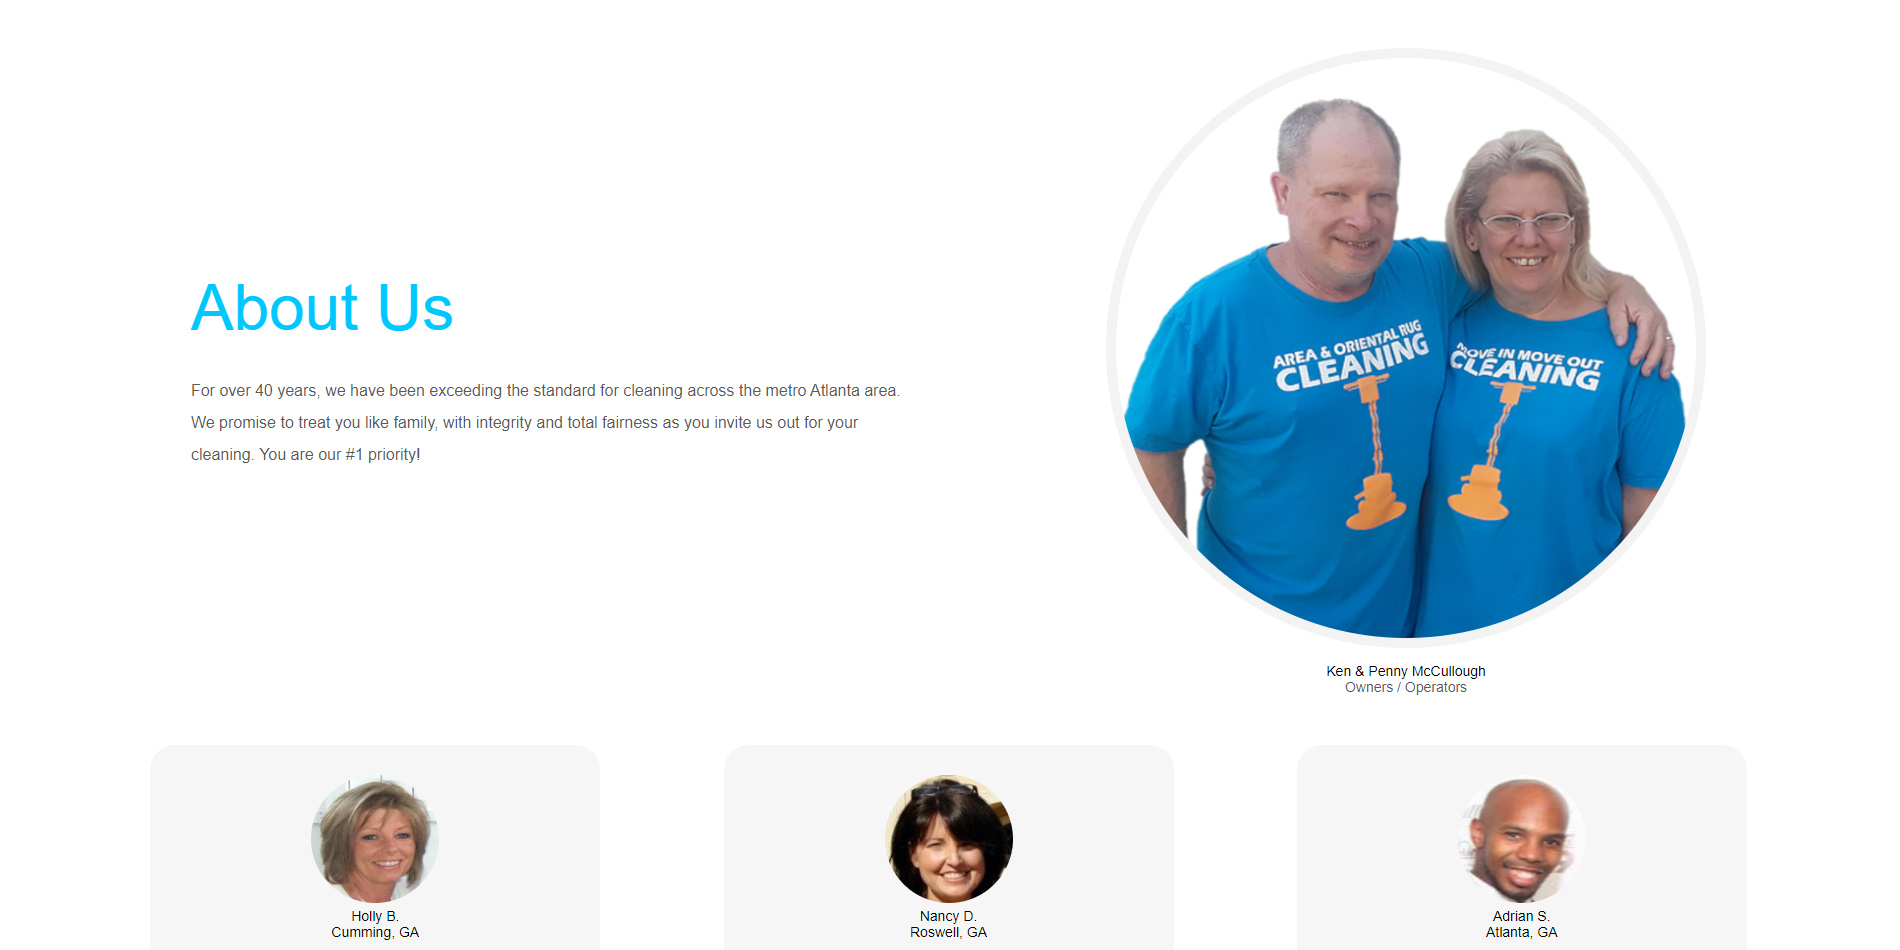 About Us
For over 40 years, we have been exceeding the standard for cleaning across the metro Atlanta area.
We promise to treat you like family, with integrity and total fairness as you invite us out for your
cleaning. You are our #1 priority!
AREA & ORIENTAL RUG
CLEANING
MOVE IN MOVE OUT
CLEANING
Ken & Penny McCullough
Owners / Operators
Holly B.
Cumming, GA
Nancy D.
Roswell, GA
Adrian S.
Atlanta, GA